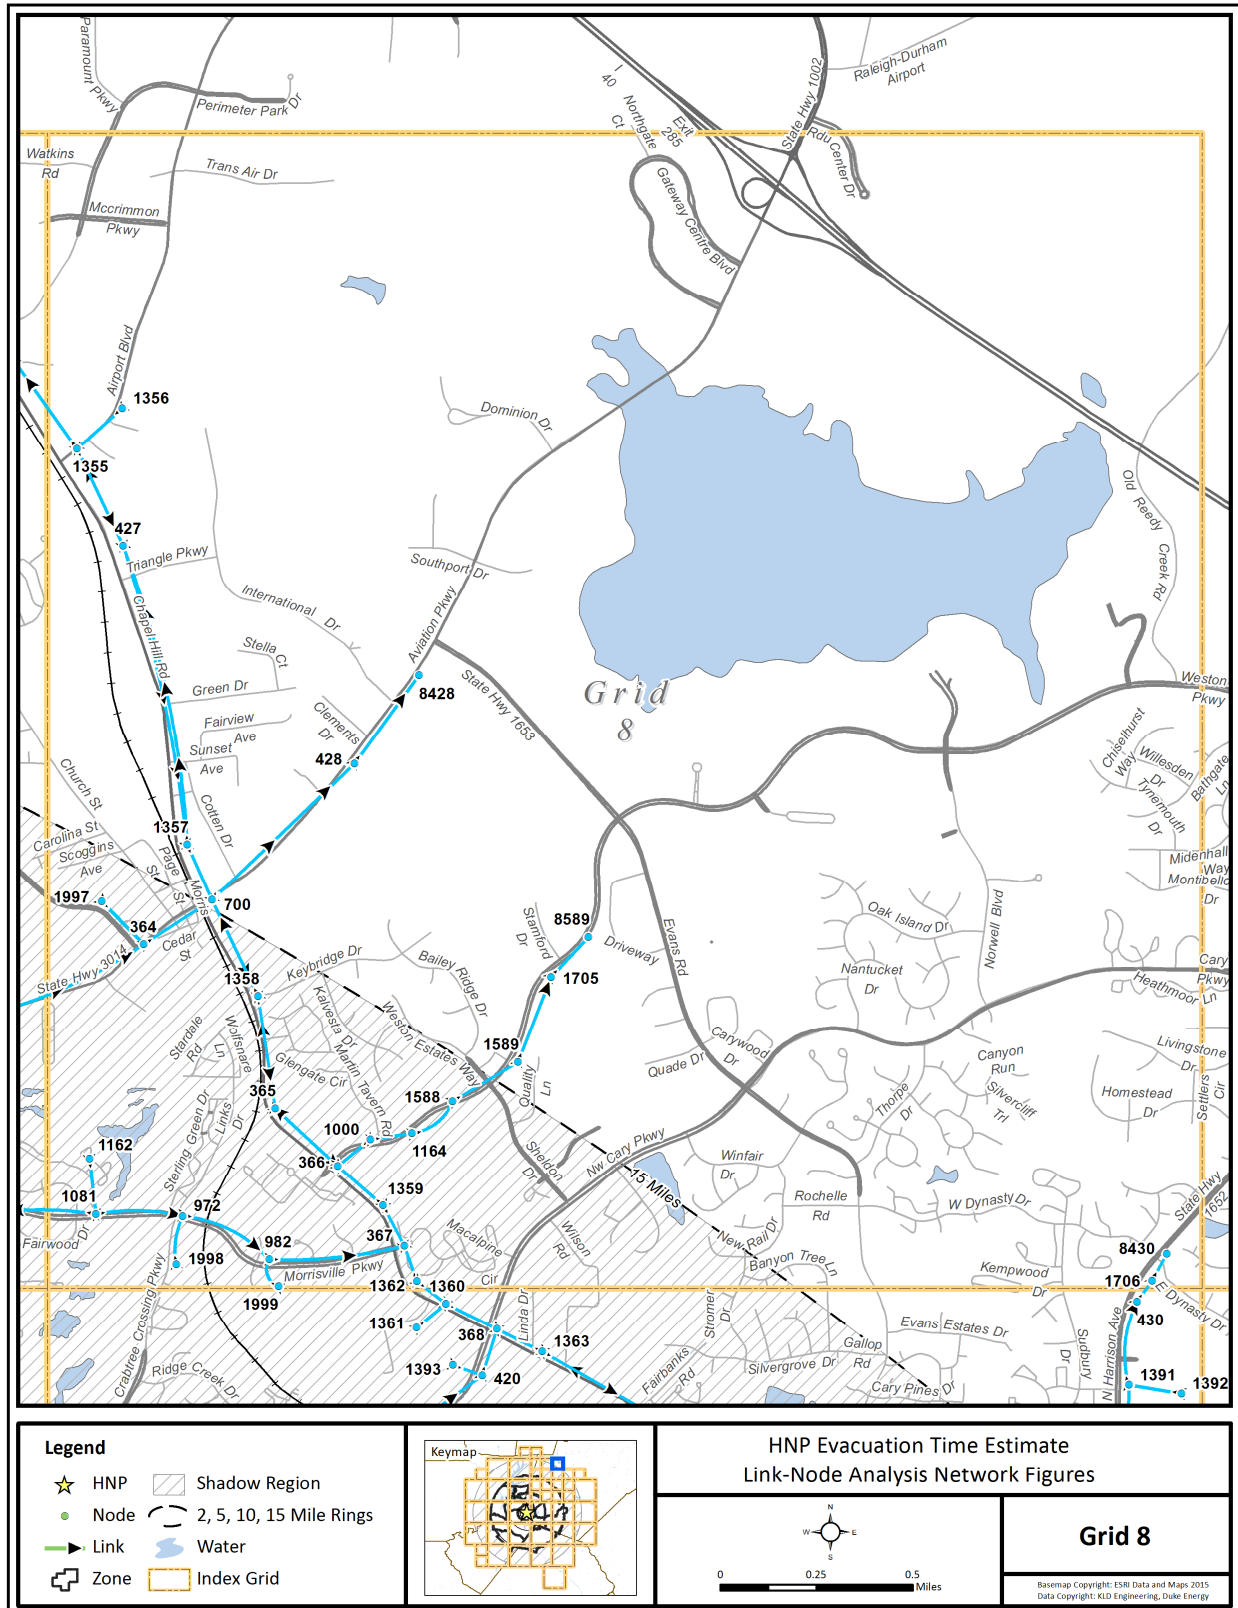 Paramount Pkwy
Perimeter Park Dr
I
40
Northgate
Ct
Exit
285
State Hwy 1002
Raleigh-Durham
Airport
Rdu Center Dr
Watkins
Rd
Trans Air Dr
Mccrimmon
Pkwy
Gateway Centre Blvd
Airport Blvd
1356
Dominion Dr
1355
427
Triangle Pkwy
Southport Dr
Old Reedy Creek Rd
International Dr
Aviation Pkwy
Chapel Hill Rd
Stella Ct
Green Dr
8428
State Hwy 1653
Grid
8
Weston
Pkwy
Fairview
Ave
Clements
Dr
Sunset
Ave
428
Chiselhurst
Way
Willesden
Dr
Bathgate
Ln
Tynemouth
Dr
Church St
Cotten Dr
1357
Carolina St
Scoggins
Ave
Page
St
St
Morris
Midenhall
Way
Montibello
Dr
1997
700
364
Cedar
St
State Hwy 3014
8589
Stamford
Dr
Driveway
Evans Rd
Oak Island Dr
Norwell Blvd
Nantucket
Dr
Cary
Pkwy
Heathmoor Ln
Keybridge Dr
Bailey Ridge Dr
1358
1705
Kalvesta Dr
Weston Estates Way
Stardale
Rd
Wolfsnare
Ln
Glengate Cir
Martin Tavern Rd
1589
Quality
Ln
Carywood
Dr
Quade Dr
Canyon
Run
Livingstone
Dr
365
1588
Thorpe
Dr
Silvercliff
Trl
Homestead
Dr
Settlers
Cir
Sterling Green Dr
Links
Dr
1000
1164
Nw Cary Pkwy
1162
366
Sheldon
Dr
15 Miles
Winfair
Dr
1081
972
1359
Rochelle
Rd
W Dynasty Dr
State Hwy
1652
Fairwood
Dr
982
367
Macalpine
Cir
Wilson
Rd
New Rail Dr
Banyon Tree Ln
8430
1998
Morrisville Pkwy
1362
1360
Kempwood
Dr
1706
E Dynasty Dr
1999
1361
Linda Dr
Stromer
Dr
430
368
1363
Evans Estates Dr
Gallop
Rd
Crabtree Crossing Pkwy
Ridge Creek Dr
1393
420
Fairbanks
Rd
Silvergrove Dr
Cary Pines Dr
Sudbury
Dr
N Harrison Ave
1391
1392
Legend
HNP
Shadow Region
Node
2, 5, 10, 15 Mile Rings
Link
Water
Zone
Index Grid
Keymap
HNP Evacuation Time Estimate
Link-Node Analysis Network Figures
N
W E
S
0 0.25 0.5
Miles
Grid 8
Basemap Copyright: ESRI Data and Maps 2015
Data Copyright: KLD Engineering, Duke Energy